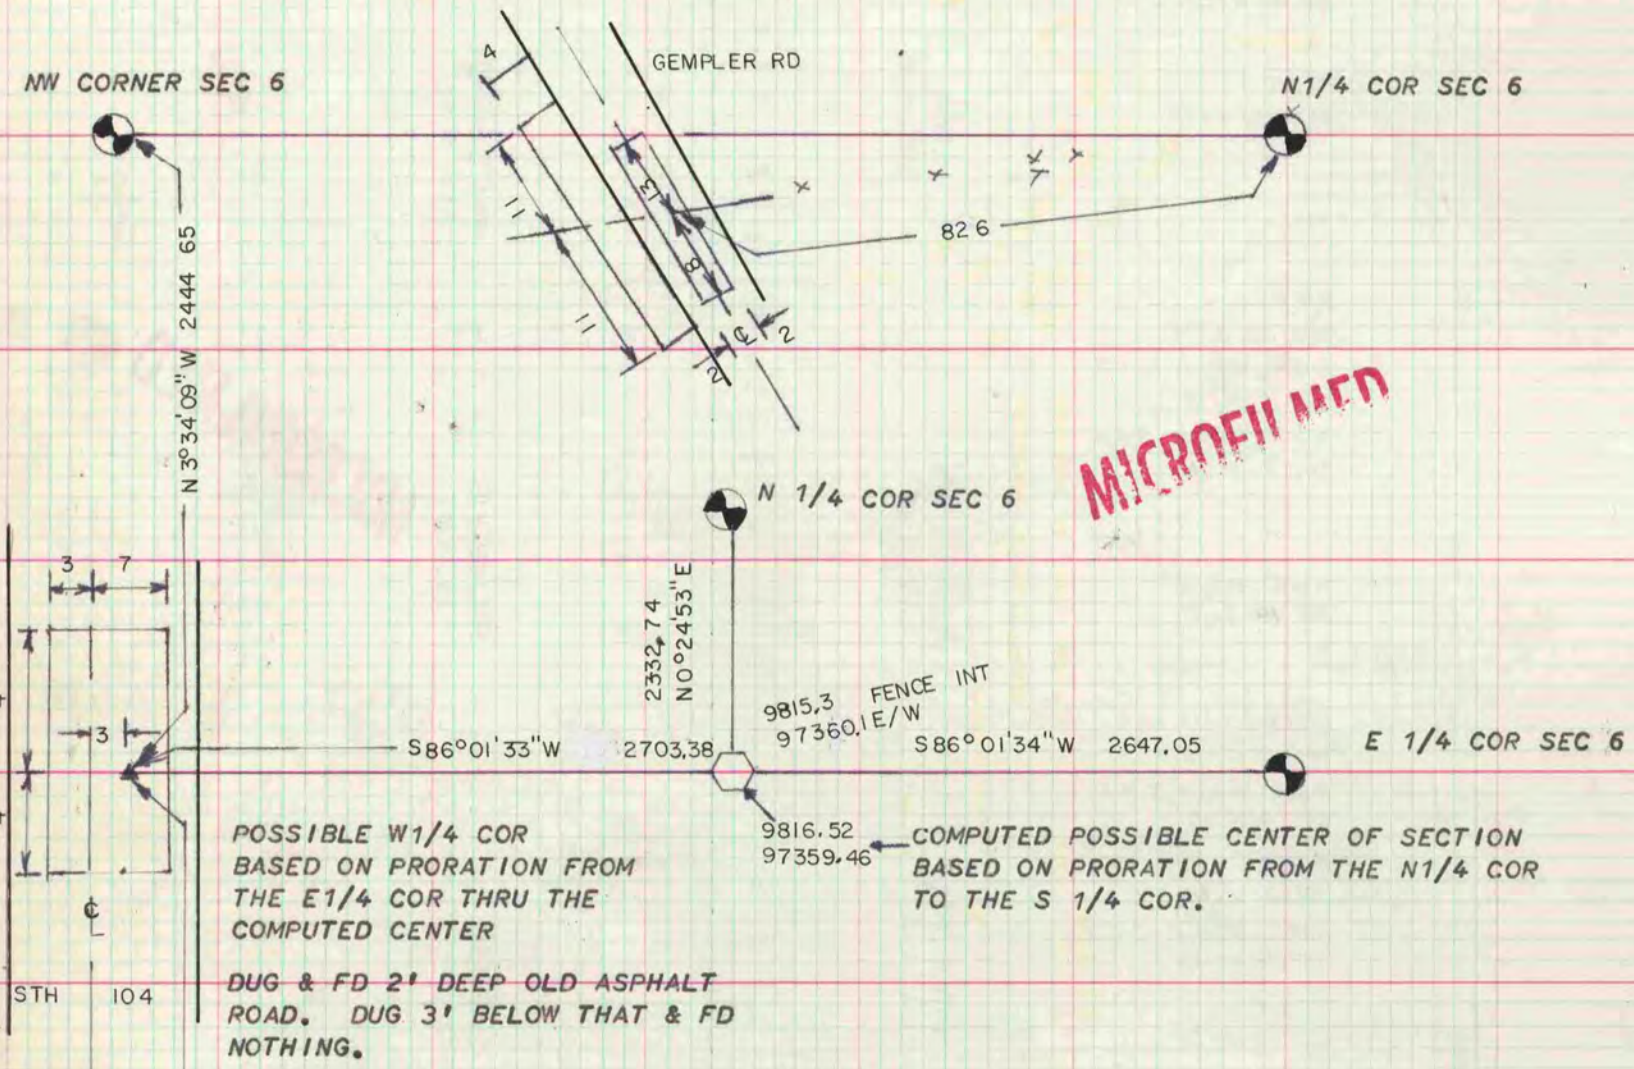 GEMPLER RD
NW CORNER SEC 6
N1/4 COR SEC 6
4
11
11
13
8
826
2
℄
2
N 3°34'09" W 2444 65
MICROFILMED
N 1/4 COR SEC 6
2332.74
N0°24'53"E
3 7
3
9815.3 FENCE INT
97360.1E/W
S86°01'33"W 2703.38
S86°01'34"W 2647.05
E 1/4 COR SEC 6
9816.52
97359.46
POSSIBLE W1/4 COR
BASED ON PRORATION FROM
THE E1/4 COR THRU THE
COMPUTED CENTER
COMPUTED POSSIBLE CENTER OF SECTION
BASED ON PRORATION FROM THE N1/4 COR
TO THE S 1/4 COR.
℄
STH 104
DUG & FD 2' DEEP OLD ASPHALT
ROAD. DUG 3' BELOW THAT & FD
NOTHING.